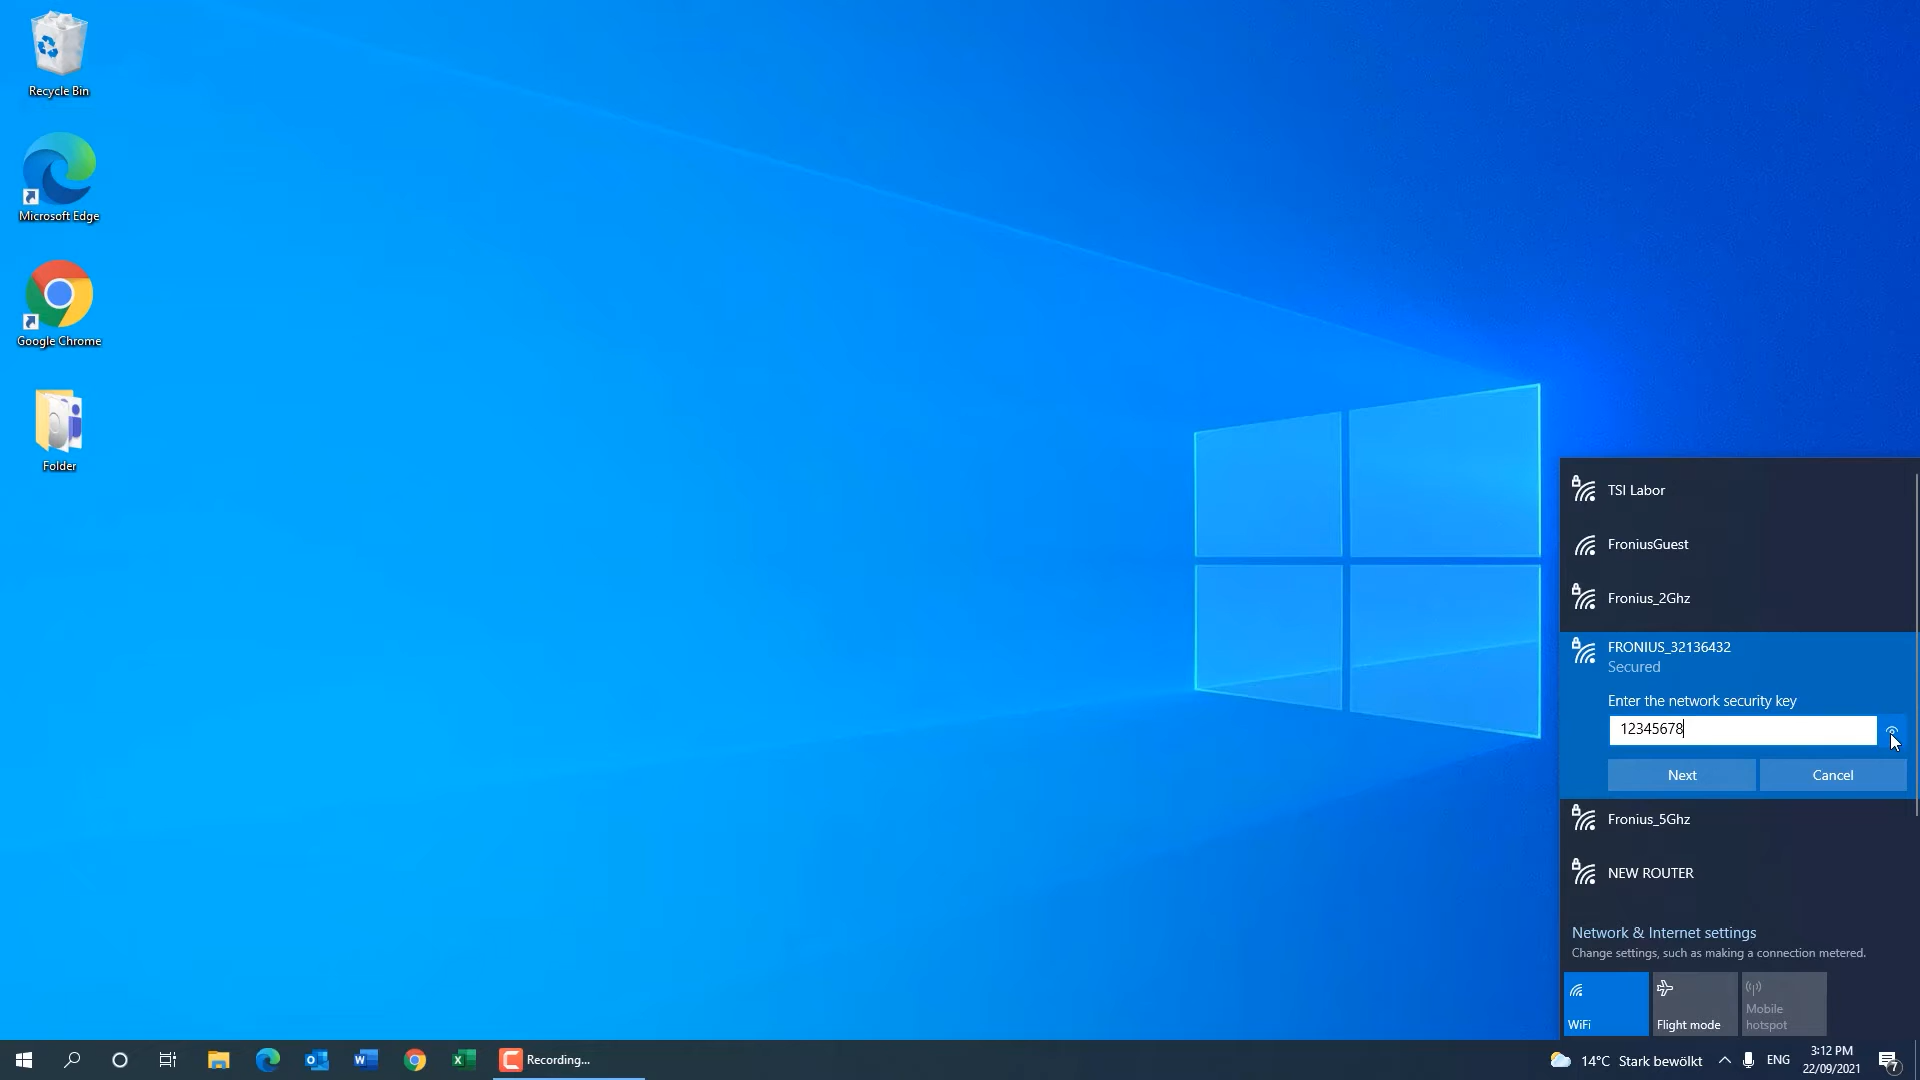 Recycle Bin
Microsoft Edge
Google Chrome
Folder
TSI Labor
FroniusGuest
Fronius_2Ghz
FRONIUS_32136432
Secured
Enter the network security key
12345678
Next
Cancel
Fronius_5Ghz
NEW ROUTER
Network & Internet settings
Change settings, such as making a connection metered.
WiFi
Flight mode
Mobile
hotspot
Recording...
14°C Stark bewölkt
ENG
3:12 PM
22/09/2021
7